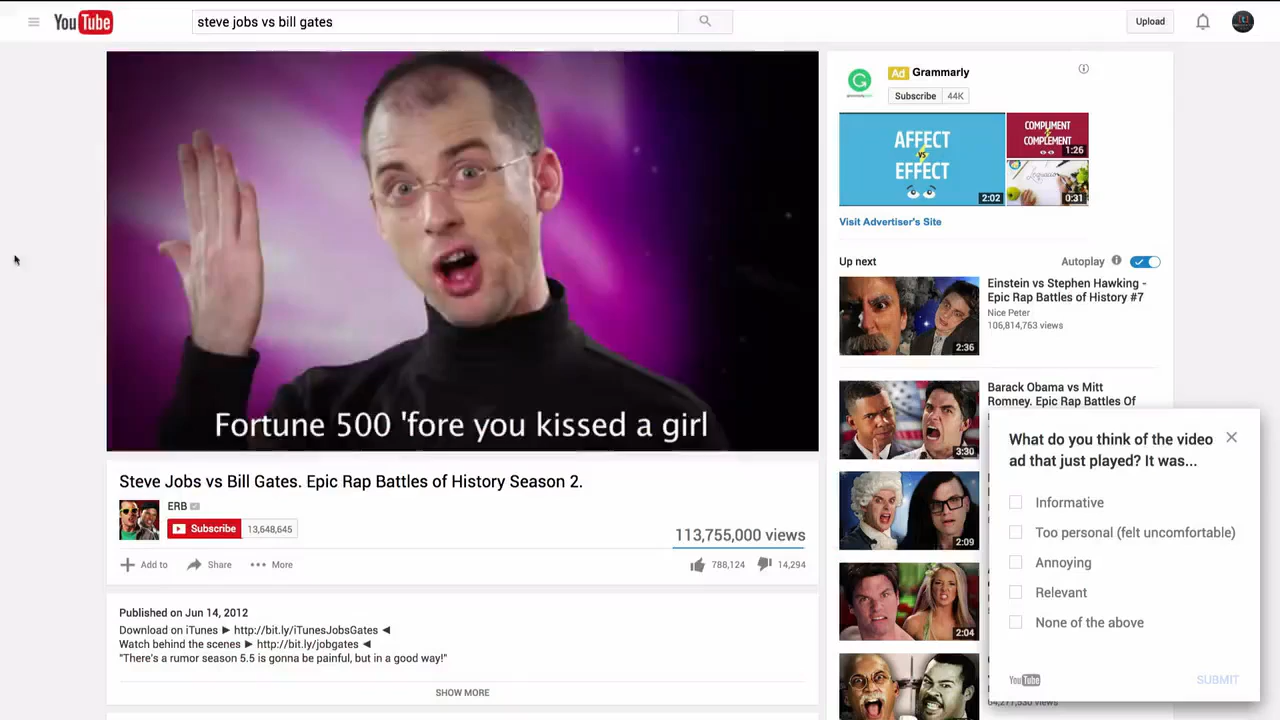 YouTube
steve jobs vs bill gates
Upload
Fortune 500 'fore you kissed a girl
Steve Jobs vs Bill Gates. Epic Rap Battles of History Season 2.
ERB
Subscribe 13,648,645
113,755,000 views
Add to Share More 788,124 14,294
Published on Jun 14, 2012
Download on iTunes ► http://bit.ly/iTunesJobsGates ◄
Watch behind the scenes ► http://bit.ly/jobgates ◄
"There's a rumor season 5.5 is gonna be painful, but in a good way!"
SHOW MORE
Ad Grammarly
Subscribe 44K
AFFECT
VS
EFFECT
2:02
COMPLIMENT
COMPLEMENT
1:26
0:31
Visit Advertiser's Site
Up next
Autoplay
2:36
Einstein vs Stephen Hawking -
Epic Rap Battles of History #7
Nice Peter
106,814,763 views
3:30
Barack Obama vs Mitt
Romney. Epic Rap Battles Of
2:09
2:04
What do you think of the video
ad that just played? It was...
Informative
Too personal (felt uncomfortable)
Annoying
Relevant
None of the above
YouTube
SUBMIT